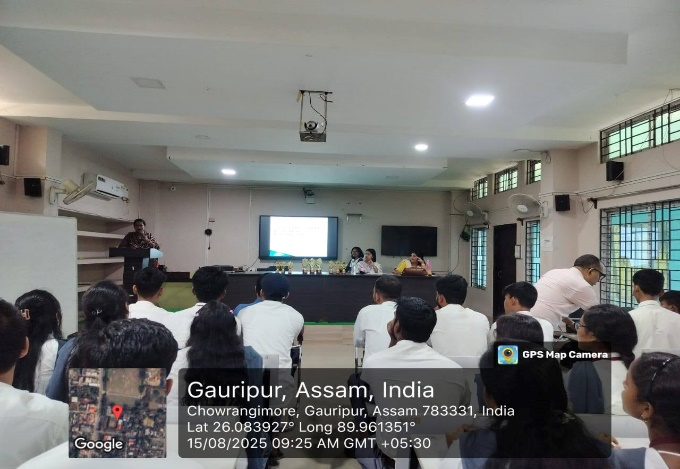 GPS Map Camera
Gauripur, Assam, India
Chowrangimore, Gauripur, Assam 783331, India
Lat 26.083927° Long 89.961351°
15/08/2025 09:25 AM GMT +05:30
Google